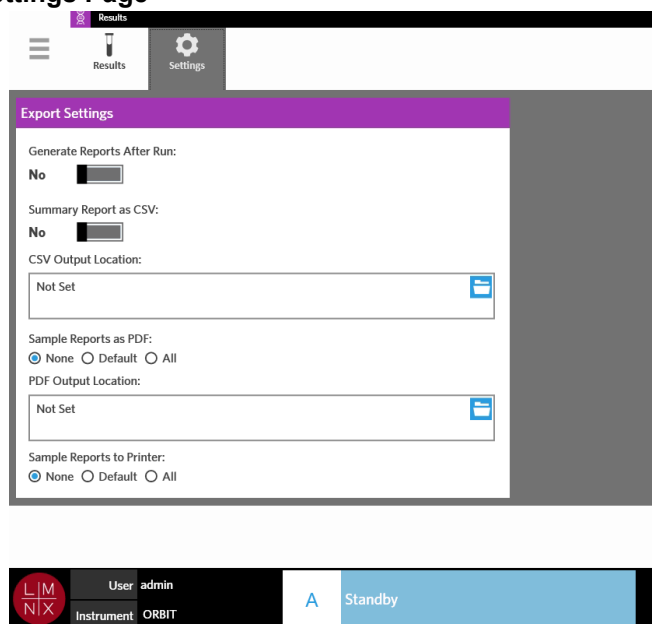 ttings Page
Results
Results
Settings
Export Settings
Generate Reports After Run:
No
Summary Report as CSV:
No
CSV Output Location:
Not Set
Sample Reports as PDF:
None Default All
PDF Output Location:
Not Set
Sample Reports to Printer:
None Default All
L M
N X
User admin
Instrument ORBIT
A
Standby